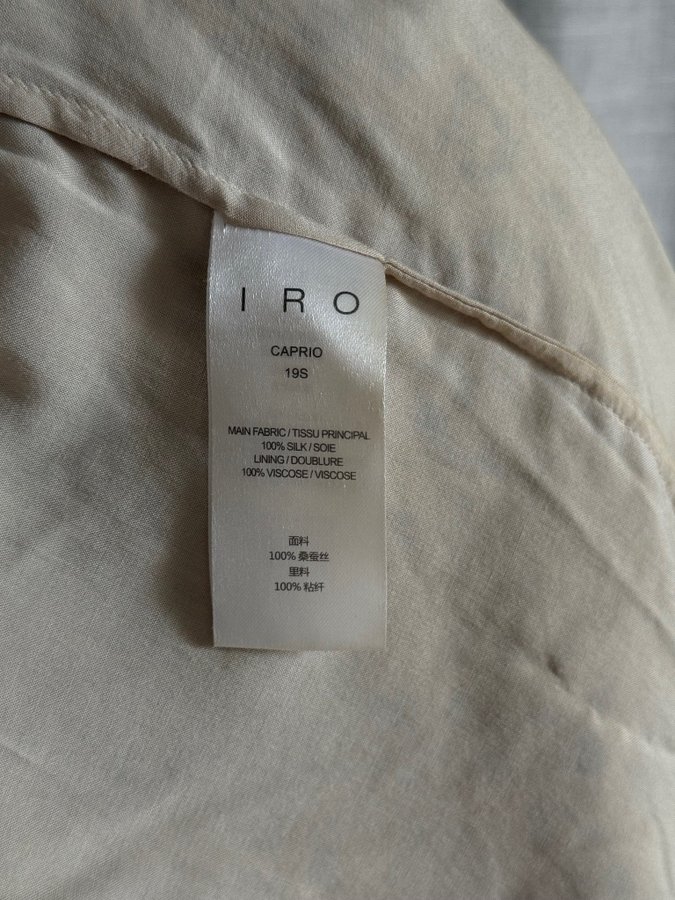 IRO
CAPRIO
19S
MAIN FABRIC / TISSU PRINCIPAL
100% SILK / SOIE
LINING / DOUBLURE
100% VISCOSE / VISCOSE
面料
100% 桑蚕丝
里料
100% 粘纤